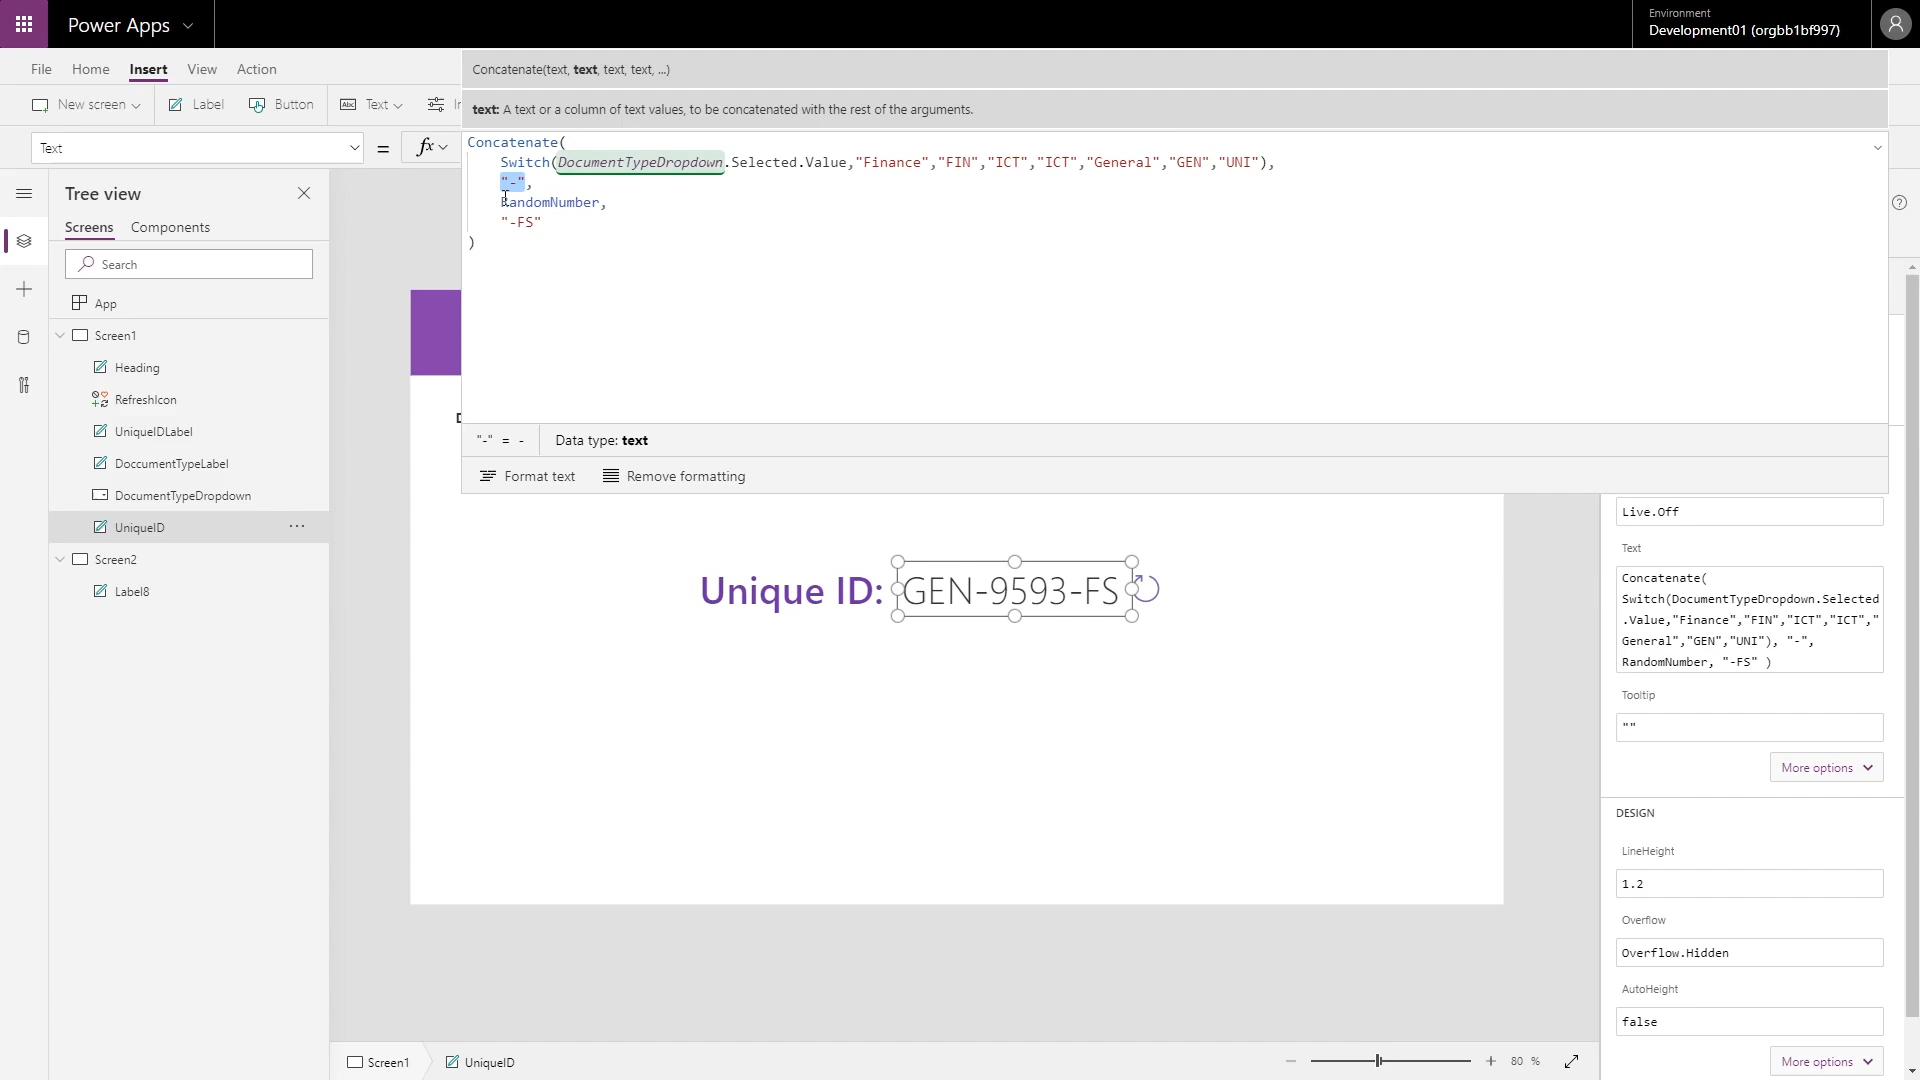 Power Apps
Environment
Development01 (orgbb1bf997)
File Home Insert View Action
New screen Label Button Text
Concatenate(text, text, text, text, ...)
text: A text or a column of text values, to be concatenated with the rest of the arguments.
Text = fx
Concatenate(
Switch(DocumentTypeDropdown.Selected.Value,"Finance","FIN","ICT","ICT","General","GEN","UNI"),
"-",
RandomNumber,
"-FS"
)
"-" = - Data type: text
Format text Remove formatting
Tree view
Screens Components
Search
App
Screen1
Heading
RefreshIcon
UniqueIDLabel
DoccumentTypeLabel
DocumentTypeDropdown
UniqueID ...
Screen2
Label8
Unique ID: GEN-9593-FS
Live.Off
Text
Concatenate(
Switch(DocumentTypeDropdown.Selected
.Value,"Finance","FIN","ICT","ICT","
General","GEN","UNI"), "-",
RandomNumber, "-FS" )
Tooltip
""
More options
DESIGN
LineHeight
1.2
Overflow
Overflow.Hidden
AutoHeight
false
More options
Screen1 UniqueID
80 %